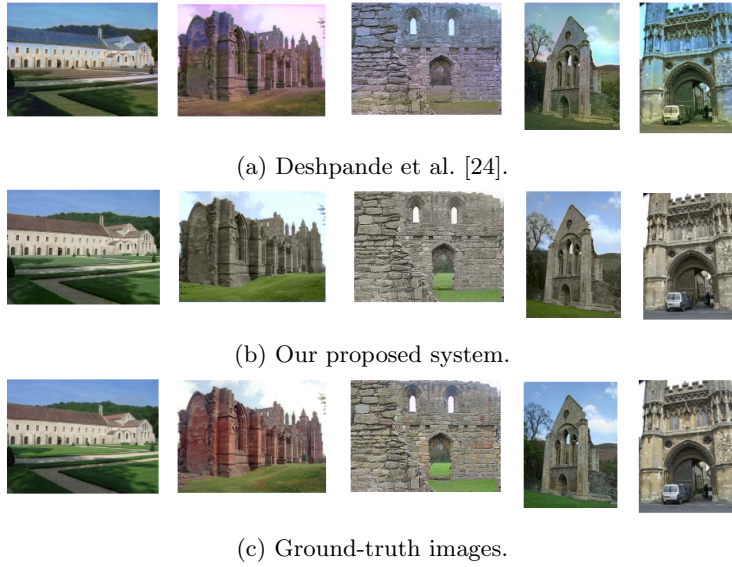 (a) Deshpande et al. [24].
(b) Our proposed system.
(c) Ground-truth images.